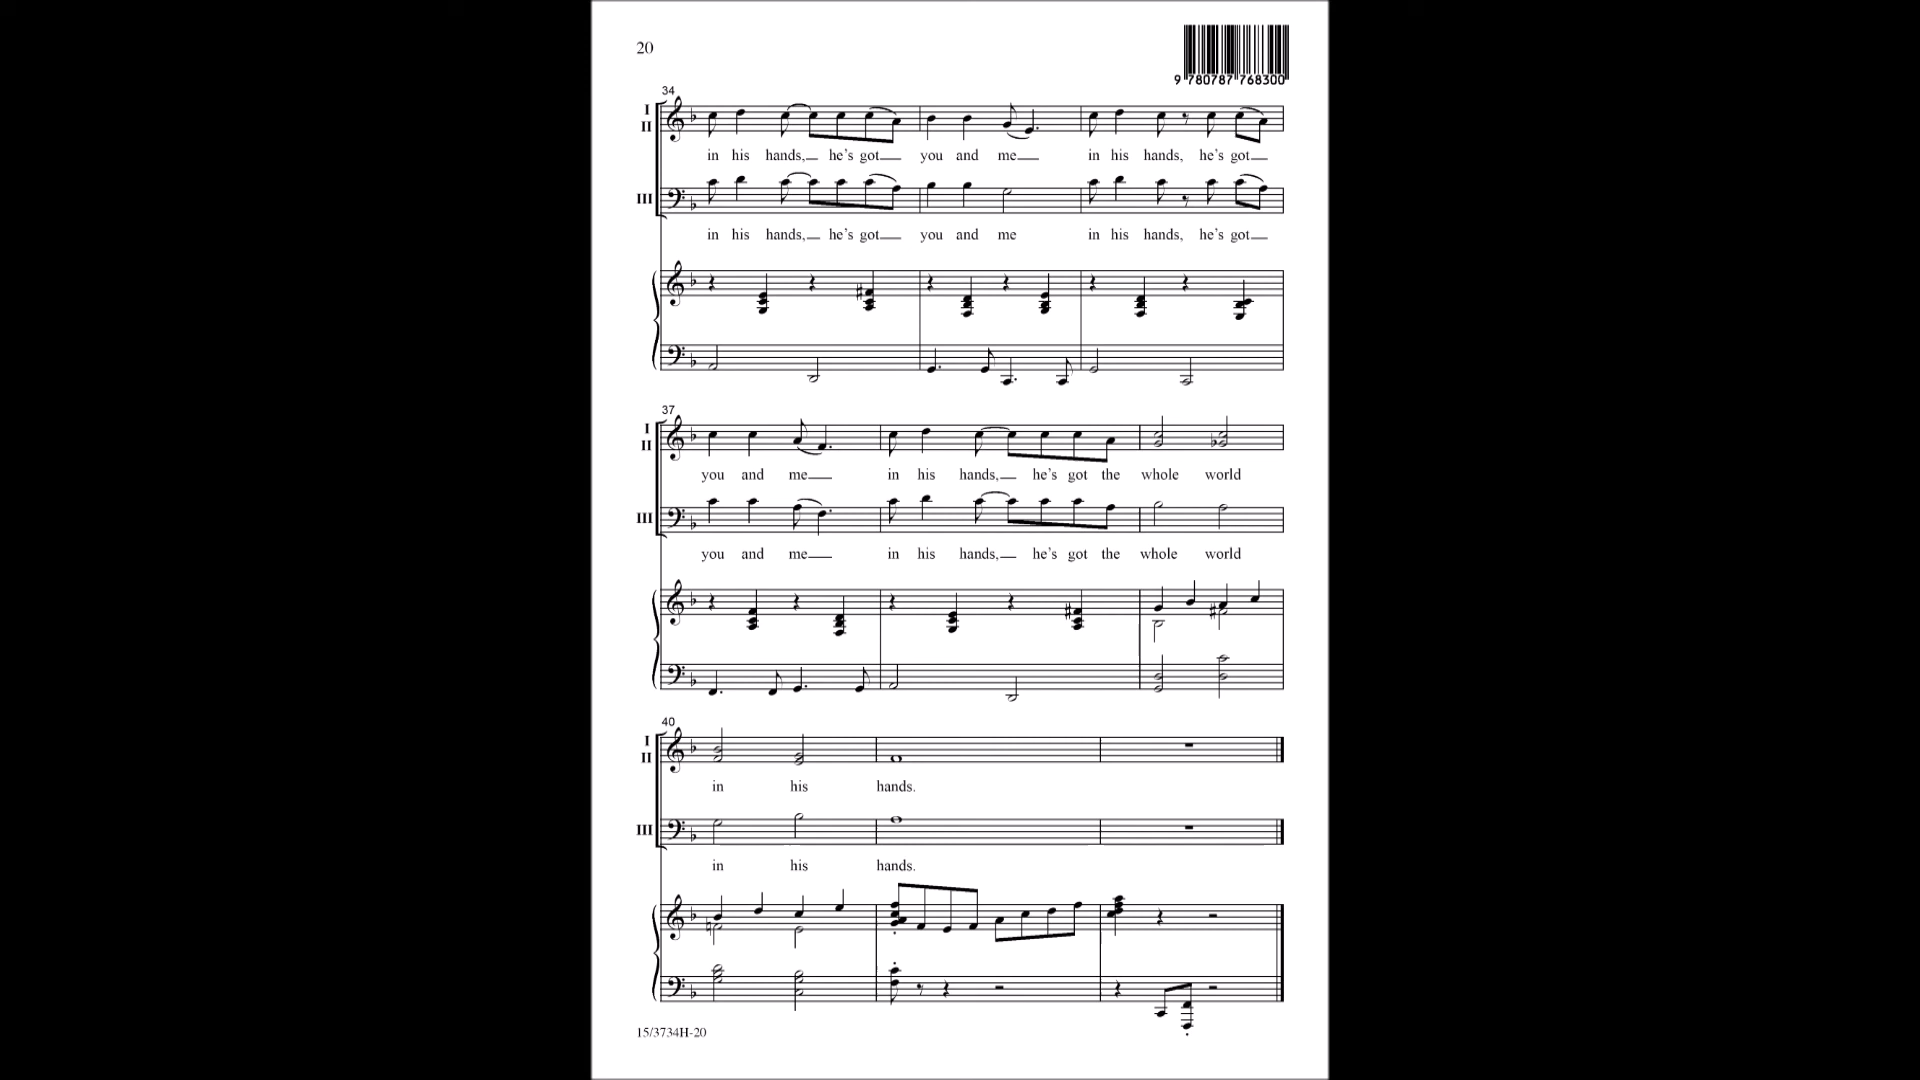 20
9 780787 768300
34
I
II
in his hands, he's got you and me in his hands, he's got
III
in his hands, he's got you and me in his hands, he's got
37
I
II
you and me in his hands, he's got the whole world
III
you and me in his hands, he's got the whole world
40
I
II
in his hands.
III
in his hands.
15/3734H-20